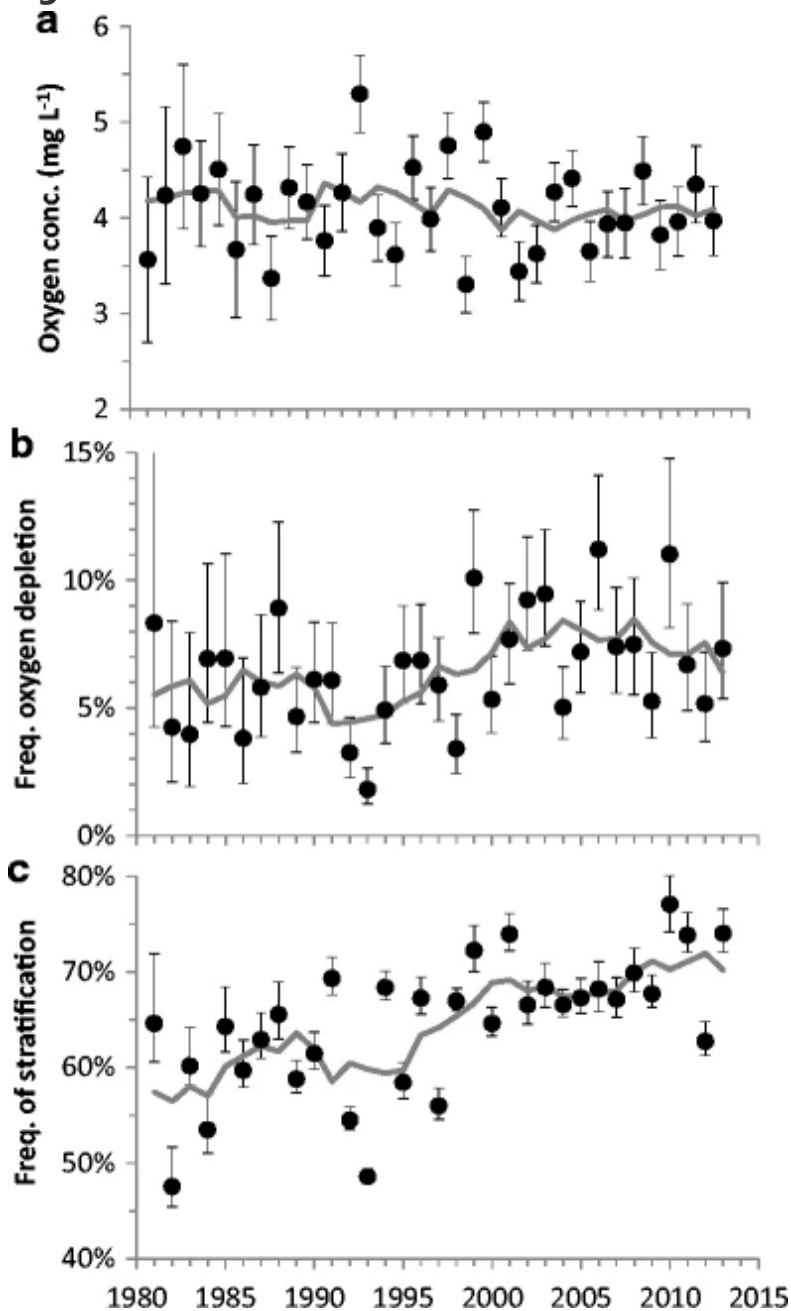 a
6
5
4
3
2
Oxygen conc. (mg L⁻¹)
b
15%
10%
5%
0%
Freq. oxygen depletion
c
80%
70%
60%
50%
40%
Freq. of stratification
1980 1985 1990 1995 2000 2005 2010 2015